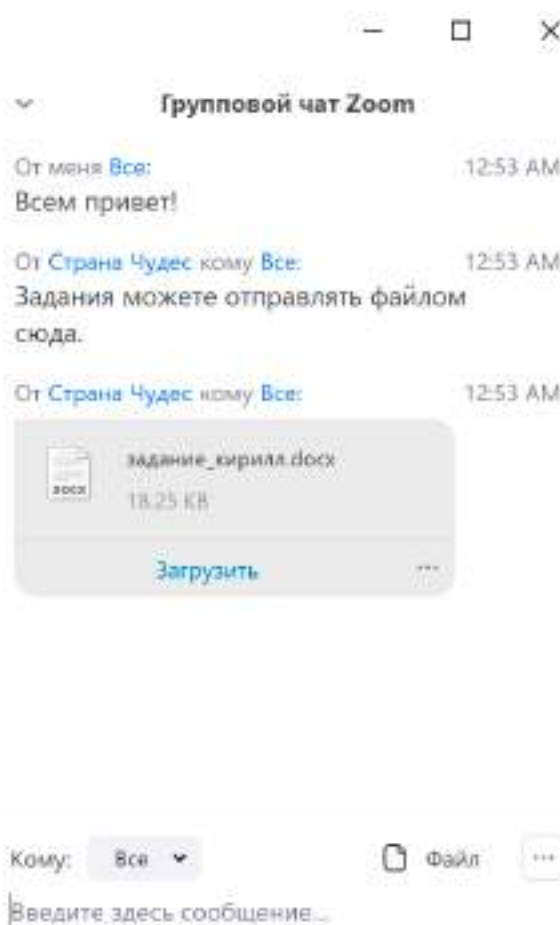 Групповой чат Zoom
От меня Все: 12:53 AM
Всем привет!
От Страна Чудес кому Все: 12:53 AM
Задания можете отправлять файлом
сюда.
От Страна Чудес кому Все: 12:53 AM
задание_кирилл.docx
DOCX
18.25 KB
Загрузить
Кому: Все Файл
Введите здесь сообщение...